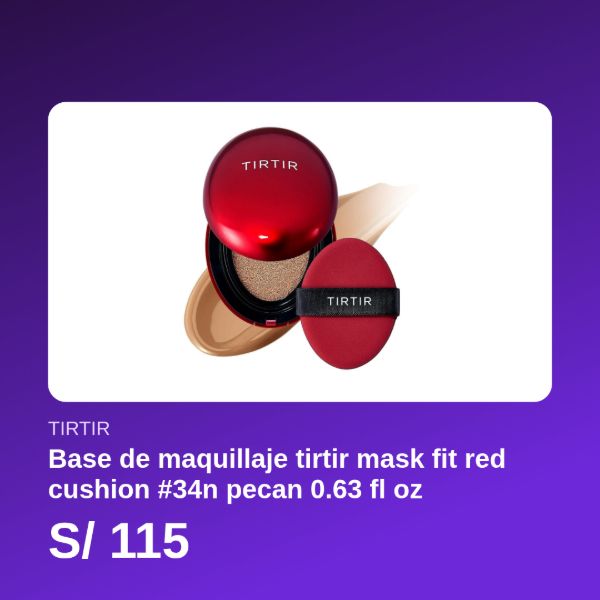 TIRTIR
TIRTIR
TIRTIR
Base de maquillaje tirtir mask fit red
cushion #34n pecan 0.63 fl oz
S/ 115